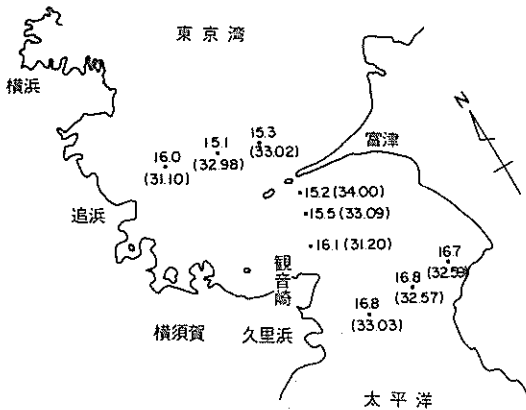 東京湾
横浜
N
富津
15.3
(33.02)
15.1
(32.98)
16.0
(31.10)
15.2 (34.00)
15.5 (33.09)
16.1 (31.20)
追浜
観音崎
16.7
(32.59)
16.8
(32.57)
16.8
(33.03)
横須賀
久里浜
太平洋